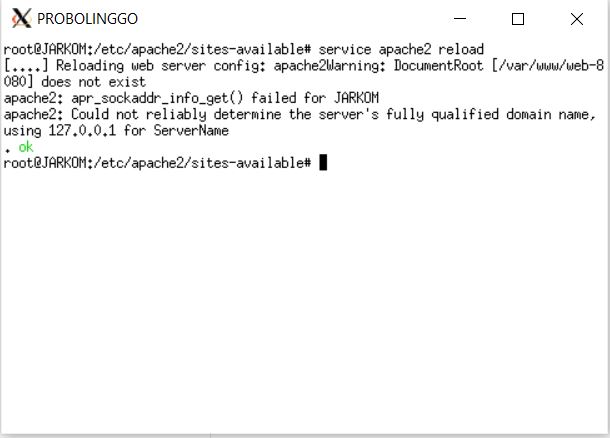 PROBOLINGGO
root@JARKOM:/etc/apache2/sites-available# service apache2 reload
[....] Reloading web server config: apache2Warning: DocumentRoot [/var/www/web-8
080] does not exist
apache2: apr_sockaddr_info_get() failed for JARKOM
apache2: Could not reliably determine the server's fully qualified domain name,
using 127.0.0.1 for ServerName
. ok
root@JARKOM:/etc/apache2/sites-available#